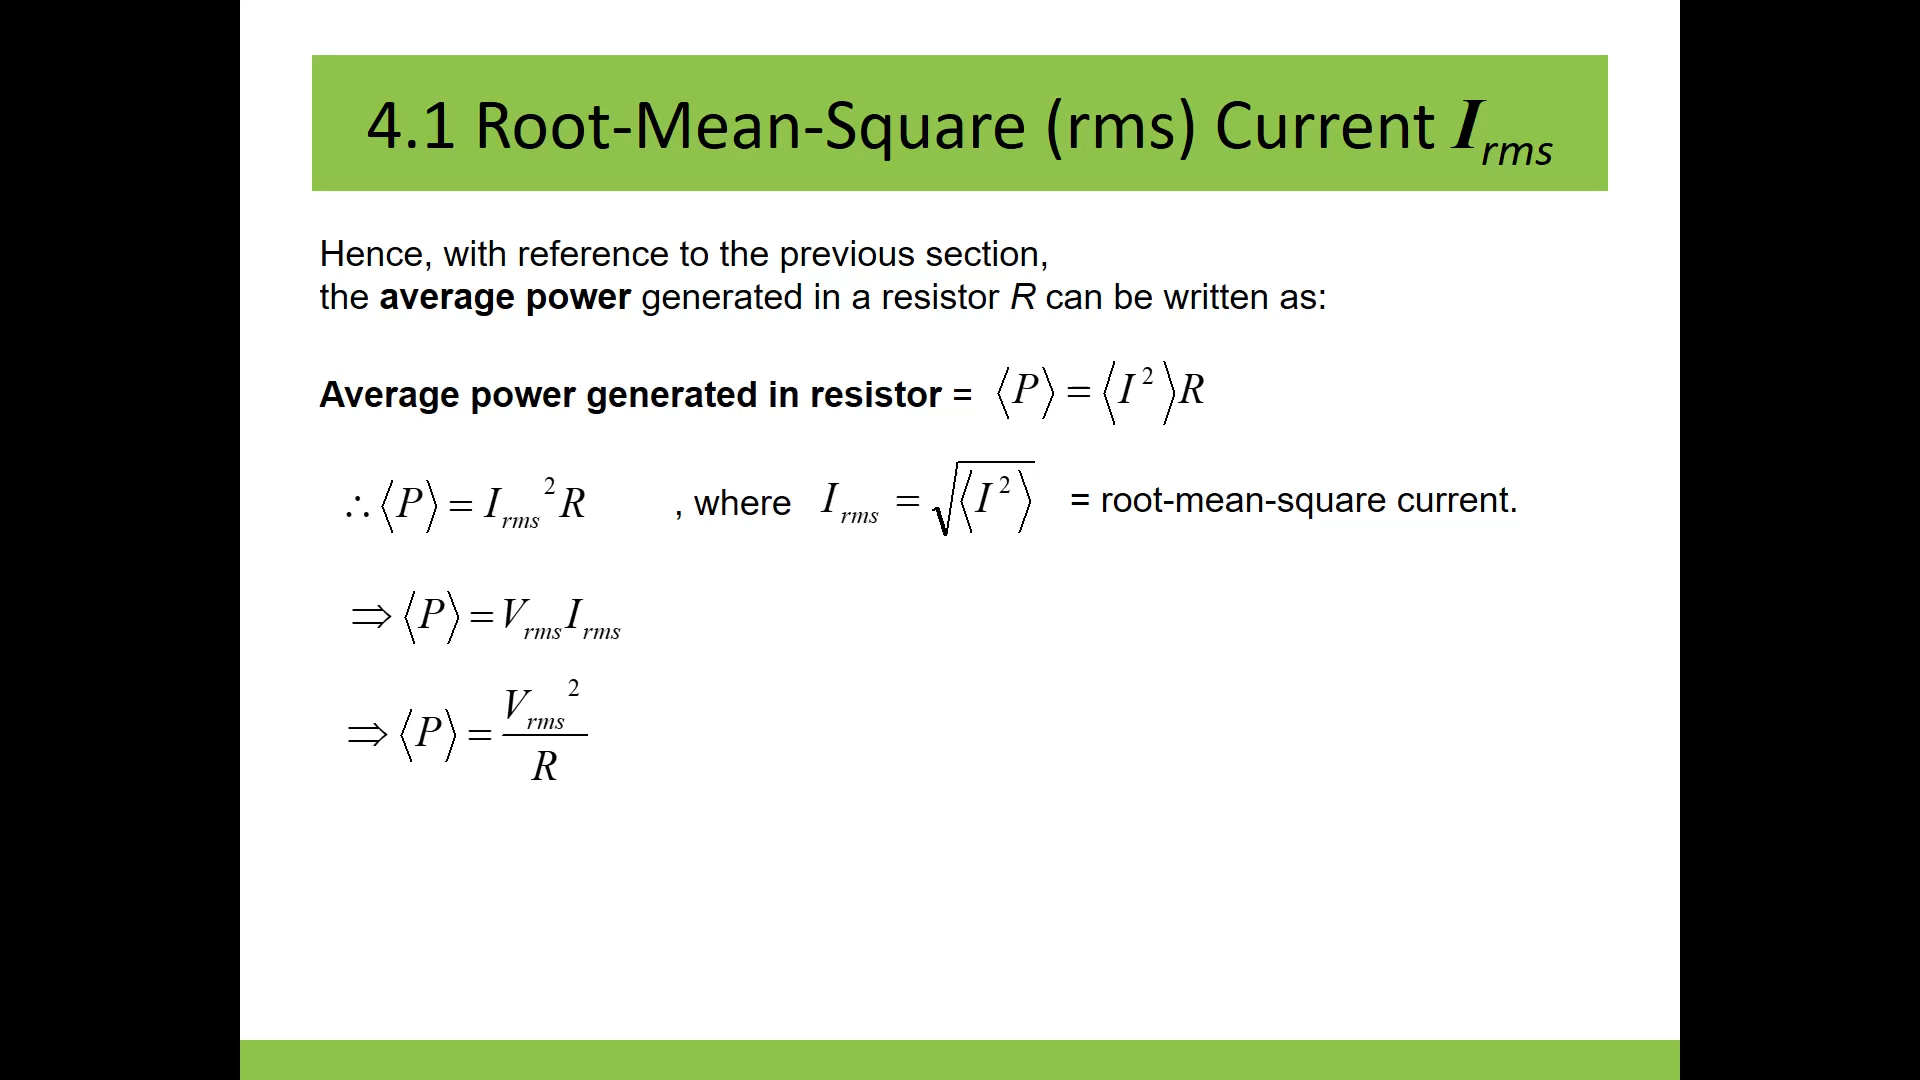 4.1 Root-Mean-Square (rms) Current I_rms
Hence, with reference to the previous section,
the average power generated in a resistor R can be written as:
Average power generated in resistor = ⟨P⟩ = ⟨I²⟩R
∴⟨P⟩ = I_rms² R , where I_rms = √⟨I²⟩ = root-mean-square current.
⇒⟨P⟩ = V_rms I_rms
⇒⟨P⟩ = V_rms² / R